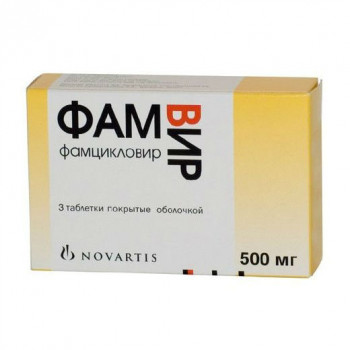 ФАМВИР
фамцикловир
3 таблетки покрытые оболочкой
NOVARTIS
500 мг